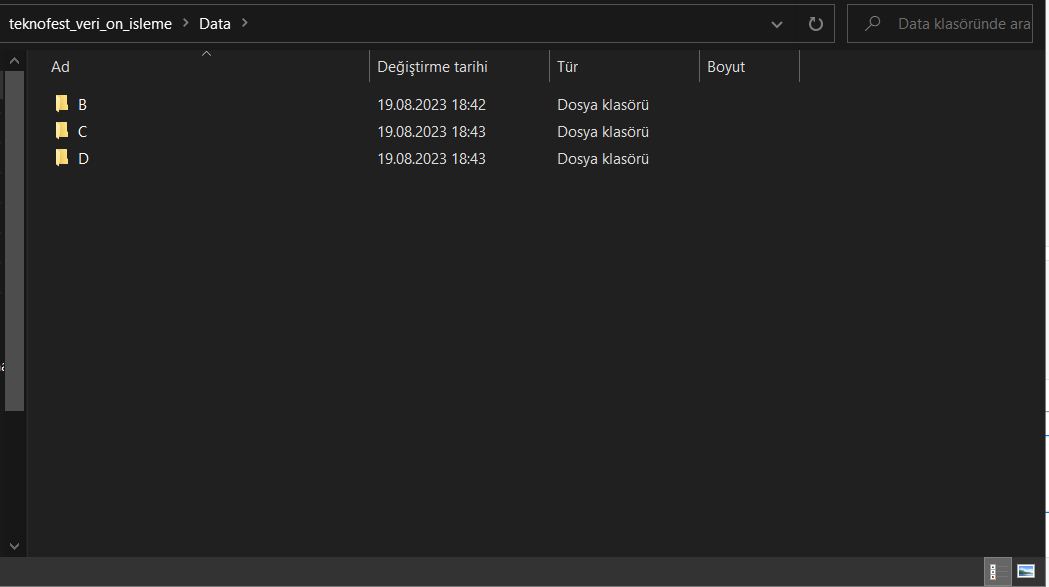 teknofest_veri_on_isleme > Data >
Data klasöründe ara
Ad Değiştirme tarihi Tür Boyut
B 19.08.2023 18:42 Dosya klasörü
C 19.08.2023 18:43 Dosya klasörü
D 19.08.2023 18:43 Dosya klasörü